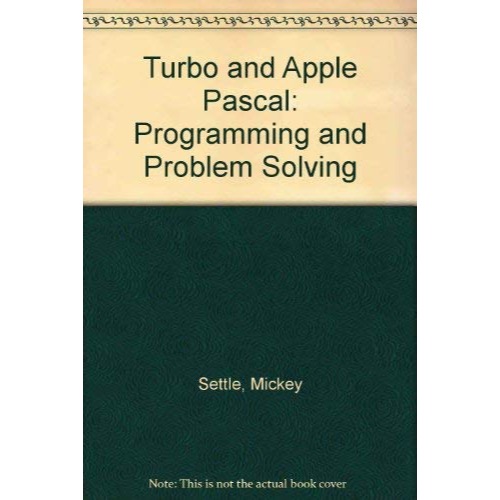 Turbo and Apple
Pascal:
Programming and
Problem Solving
Settle, Mickey
Note: This is not the actual book cover